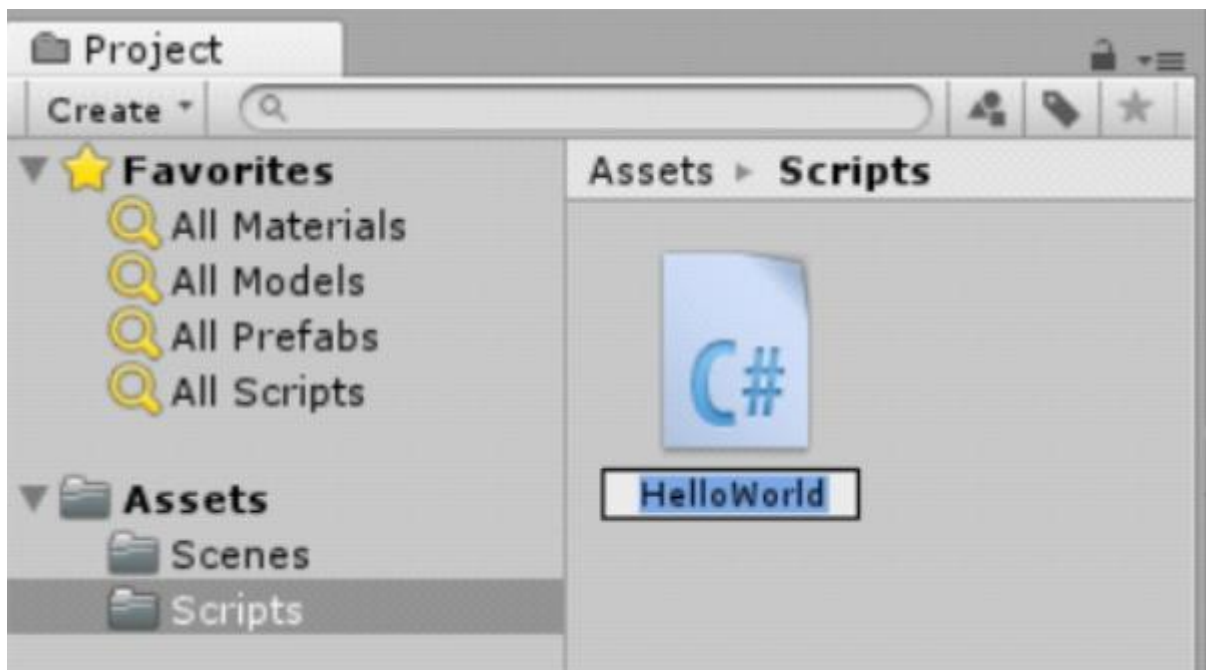 Project
Create
Favorites
All Materials
All Models
All Prefabs
All Scripts
Assets
Scenes
Scripts
Assets ▸ Scripts
C#
HelloWorld